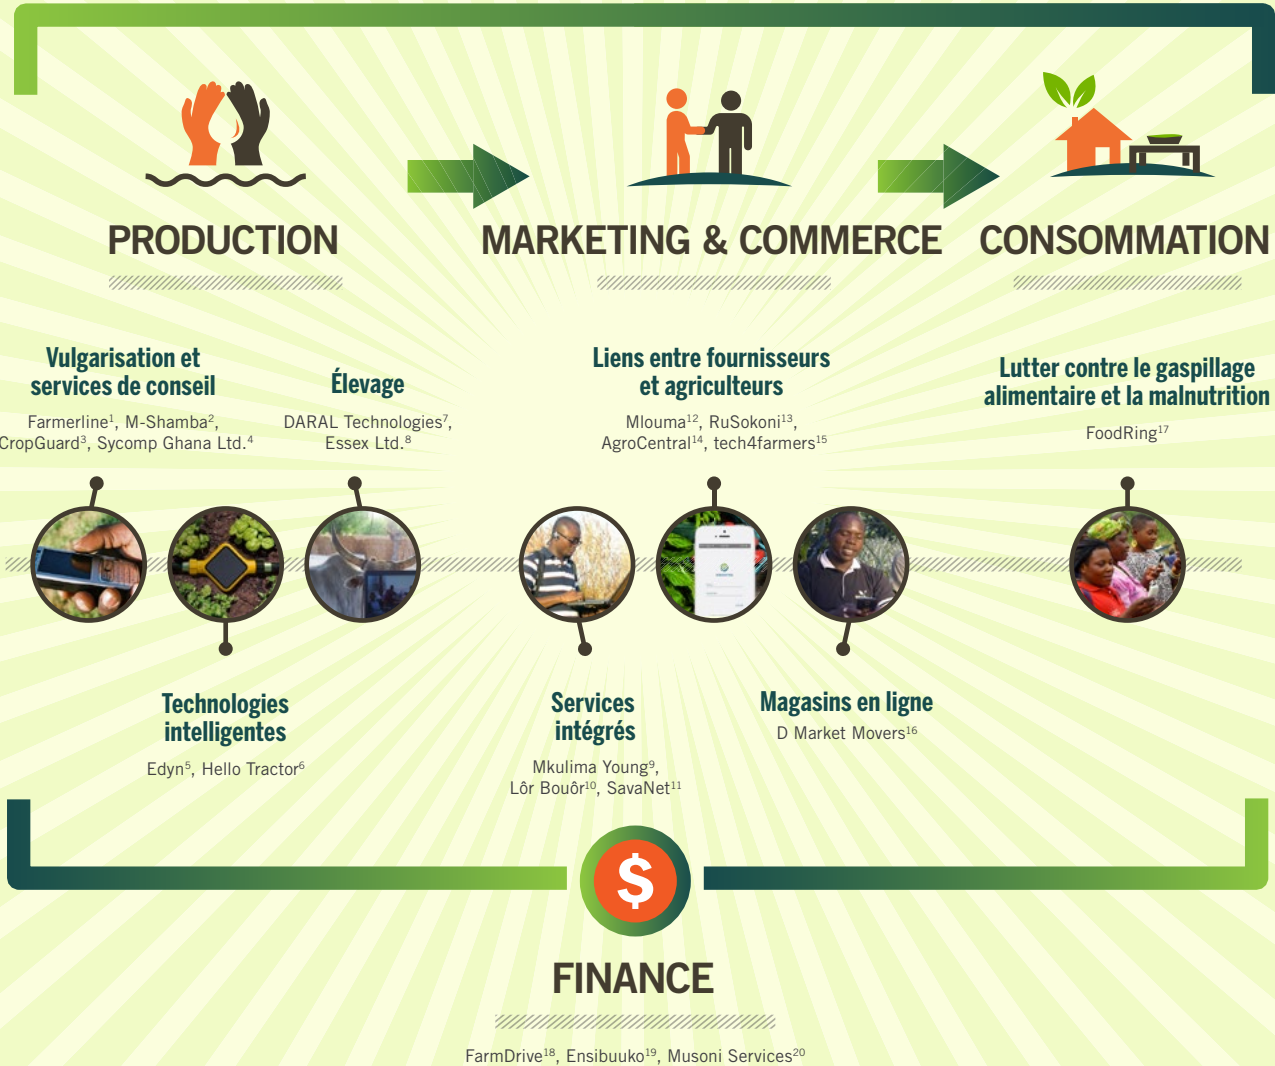 PRODUCTION
MARKETING & COMMERCE
CONSOMMATION
Vulgarisation et
services de conseil
Farmerline¹, M-Shamba²,
CropGuard³, Sycomp Ghana Ltd.⁴
Élevage
DARAL Technologies⁷,
Essex Ltd.⁸
Liens entre fournisseurs
et agriculteurs
Mlouma¹², RuSokoni¹³,
AgroCentral¹⁴, tech4farmers¹⁵
Lutter contre le gaspillage
alimentaire et la malnutrition
FoodRing¹⁷
Technologies
intelligentes
Edyn⁵, Hello Tractor⁶
Services
intégrés
Mkulima Young⁹,
Lôr Bouôr¹⁰, SavaNet¹¹
Magasins en ligne
D Market Movers¹⁶
$
FINANCE
FarmDrive¹⁸, Ensibuuko¹⁹, Musoni Services²⁰